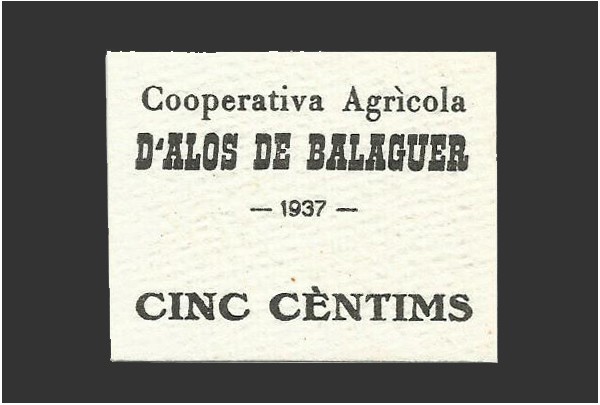 Cooperativa Agrìcola
D'ALOS DE BALAGUER
— 1937 —
CINC CÈNTIMS